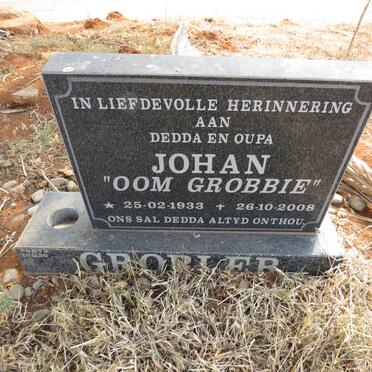 IN LIEFDEVOLLE HERINNERING
AAN
DEDDA EN OUPA
JOHAN
"OOM GROBBIE"
★ 25-02-1933 + 26-10-2008
ONS SAL DEDDA ALTYD ONTHOU
GROBLER